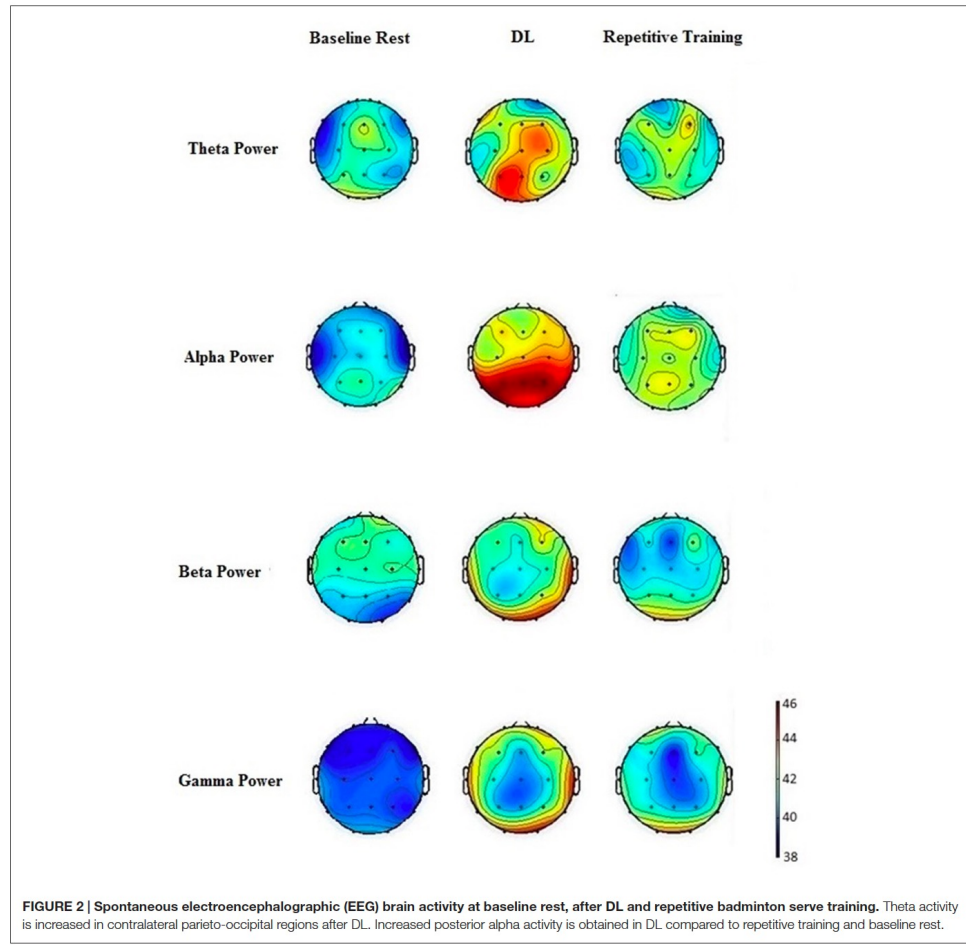 Baseline Rest DL Repetitive Training
Theta Power
Alpha Power
Beta Power
Gamma Power
46
44
42
40
38
FIGURE 2 | Spontaneous electroencephalographic (EEG) brain activity at baseline rest, after DL and repetitive badminton serve training. Theta activity
is increased in contralateral parieto-occipital regions after DL. Increased posterior alpha activity is obtained in DL compared to repetitive training and baseline rest.